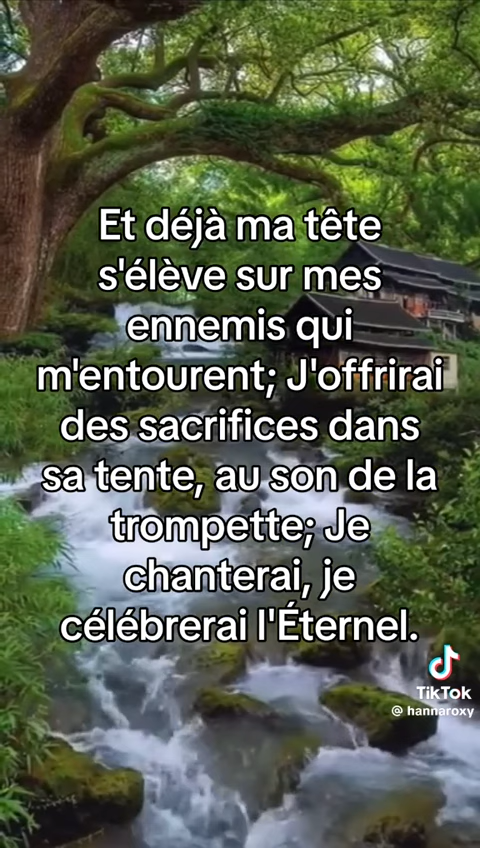 Et déjà ma tête
s'élève sur mes
ennemis qui
m'entourent; J'offrirai
des sacrifices dans
sa tente, au son de la
trompette; Je
chanterai, je
célébrerai l'Éternel.
TikTok
@ hannaroxy